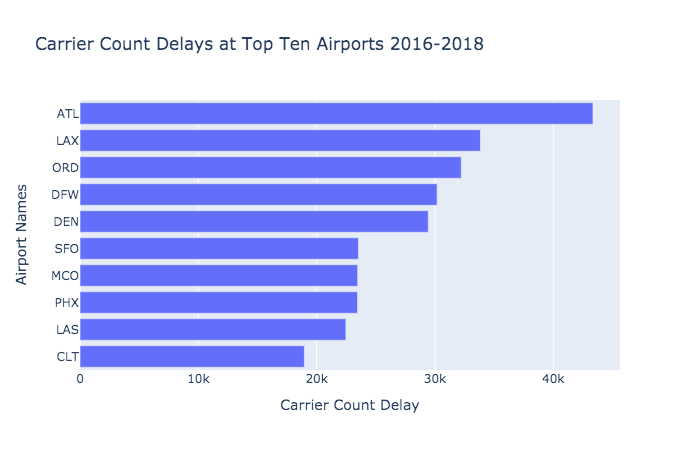 Carrier Count Delays at Top Ten Airports 2016-2018
Airport Names
ATL
LAX
ORD
DFW
DEN
SFO
MCO
PHX
LAS
CLT
0 10k 20k 30k 40k
Carrier Count Delay